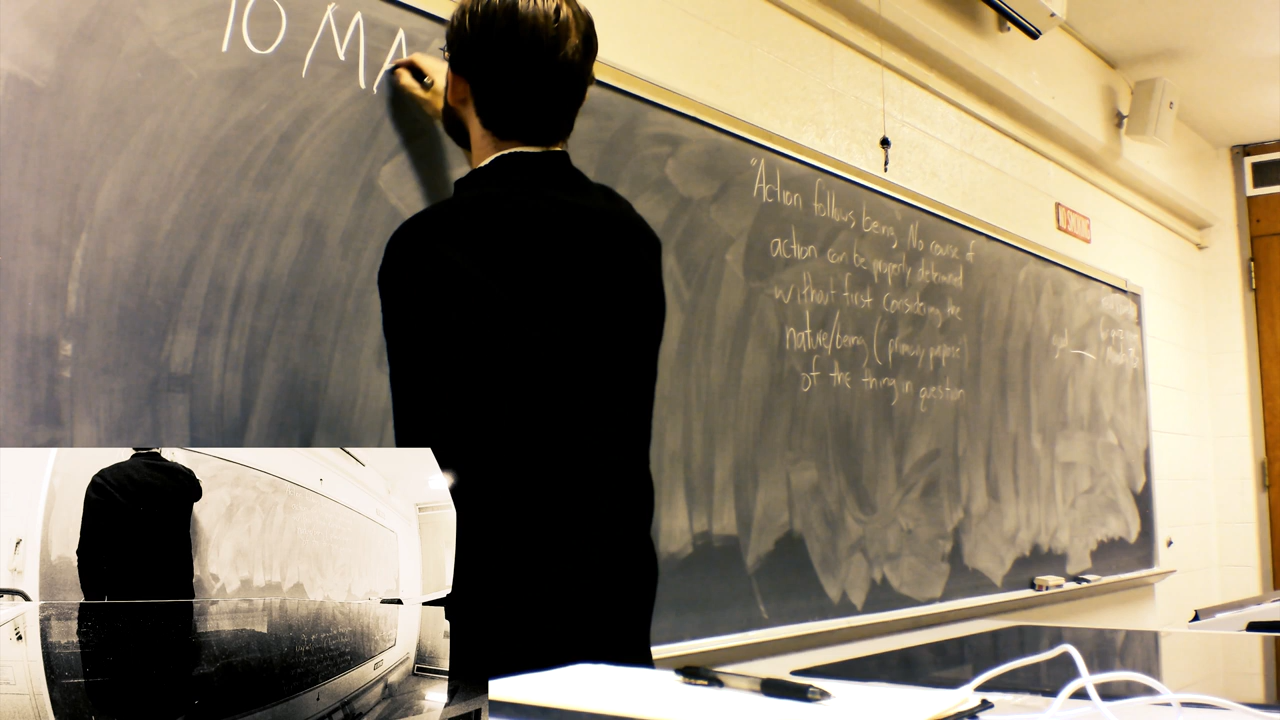 TO MA
"Action follows being. No course of
action can be properly determined
without first considering the
nature/being (primary purpose)
of the thing in question
NO SMOKING